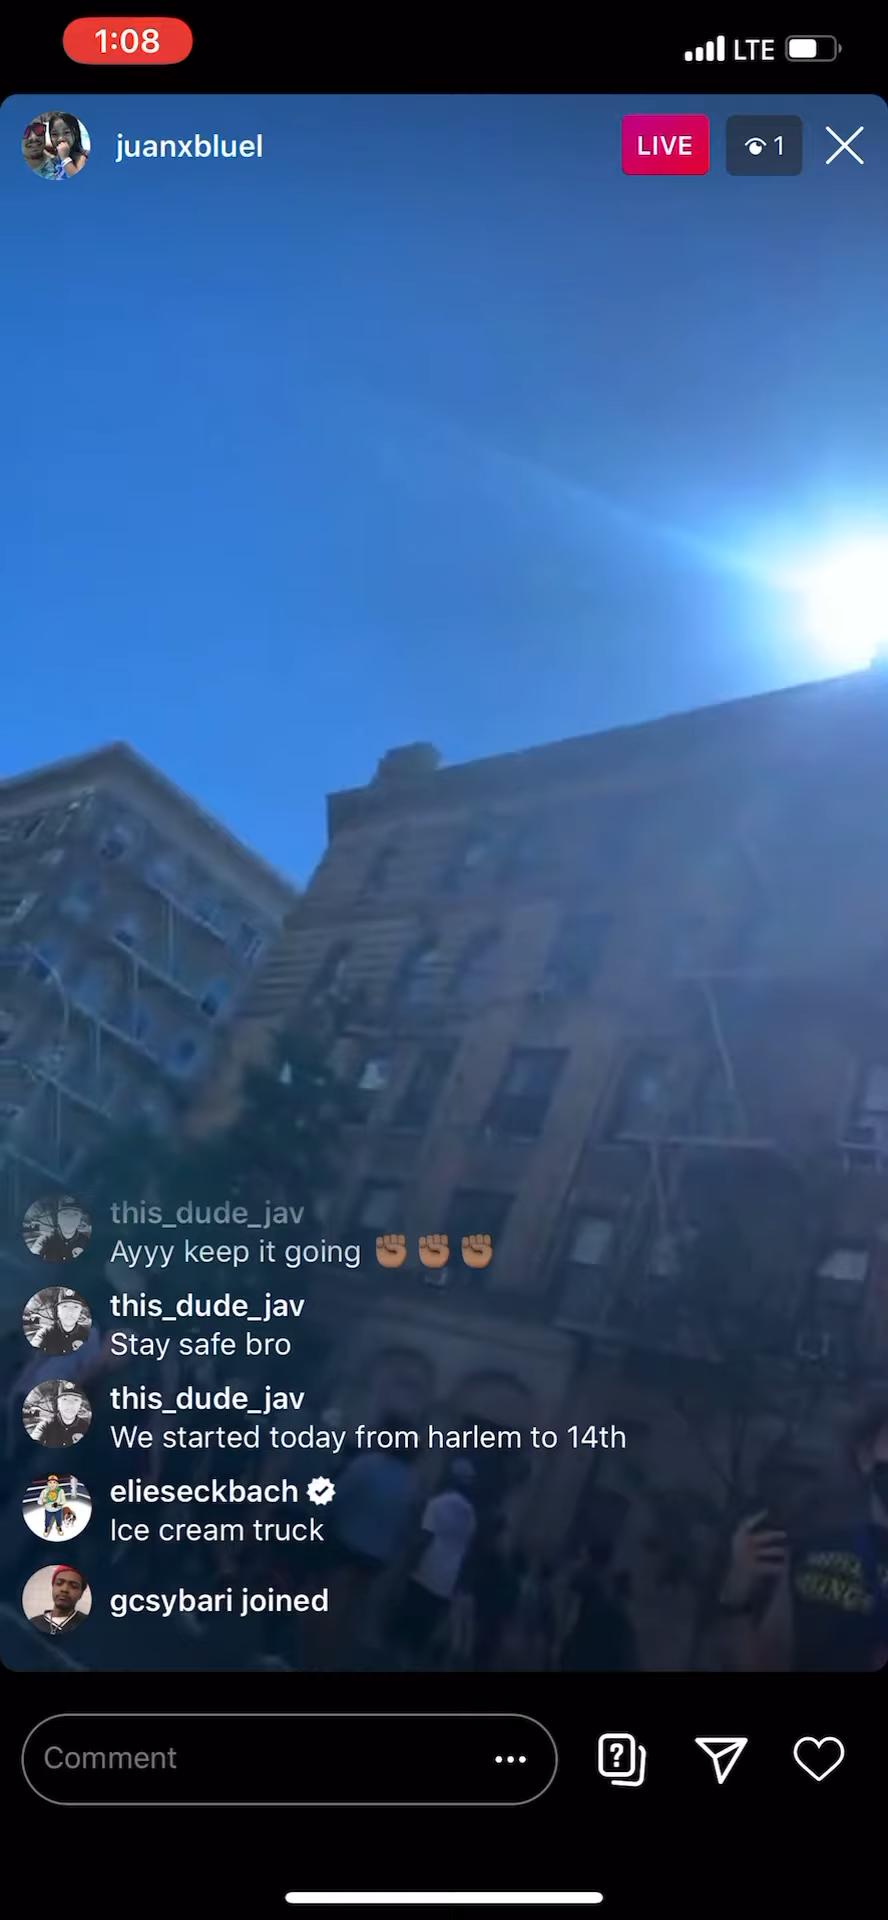 1:08
LTE
juanxbluel
LIVE
1
this_dude_jav
Ayyy keep it going ✊🏽✊🏽✊🏽
this_dude_jav
Stay safe bro
this_dude_jav
We started today from harlem to 14th
elieseckbach
Ice cream truck
gcsybari joined
Comment